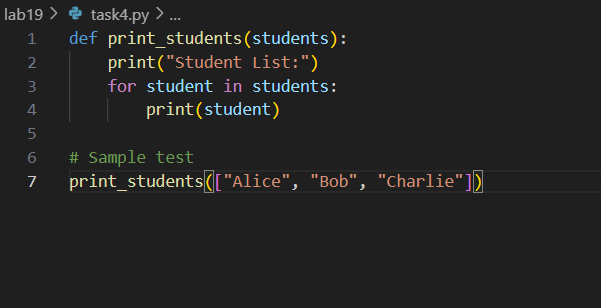 lab19 > task4.py > ...
1 def print_students(students):
2     print("Student List:")
3     for student in students:
4         print(student)
5
6 # Sample test
7 print_students(["Alice", "Bob", "Charlie"])